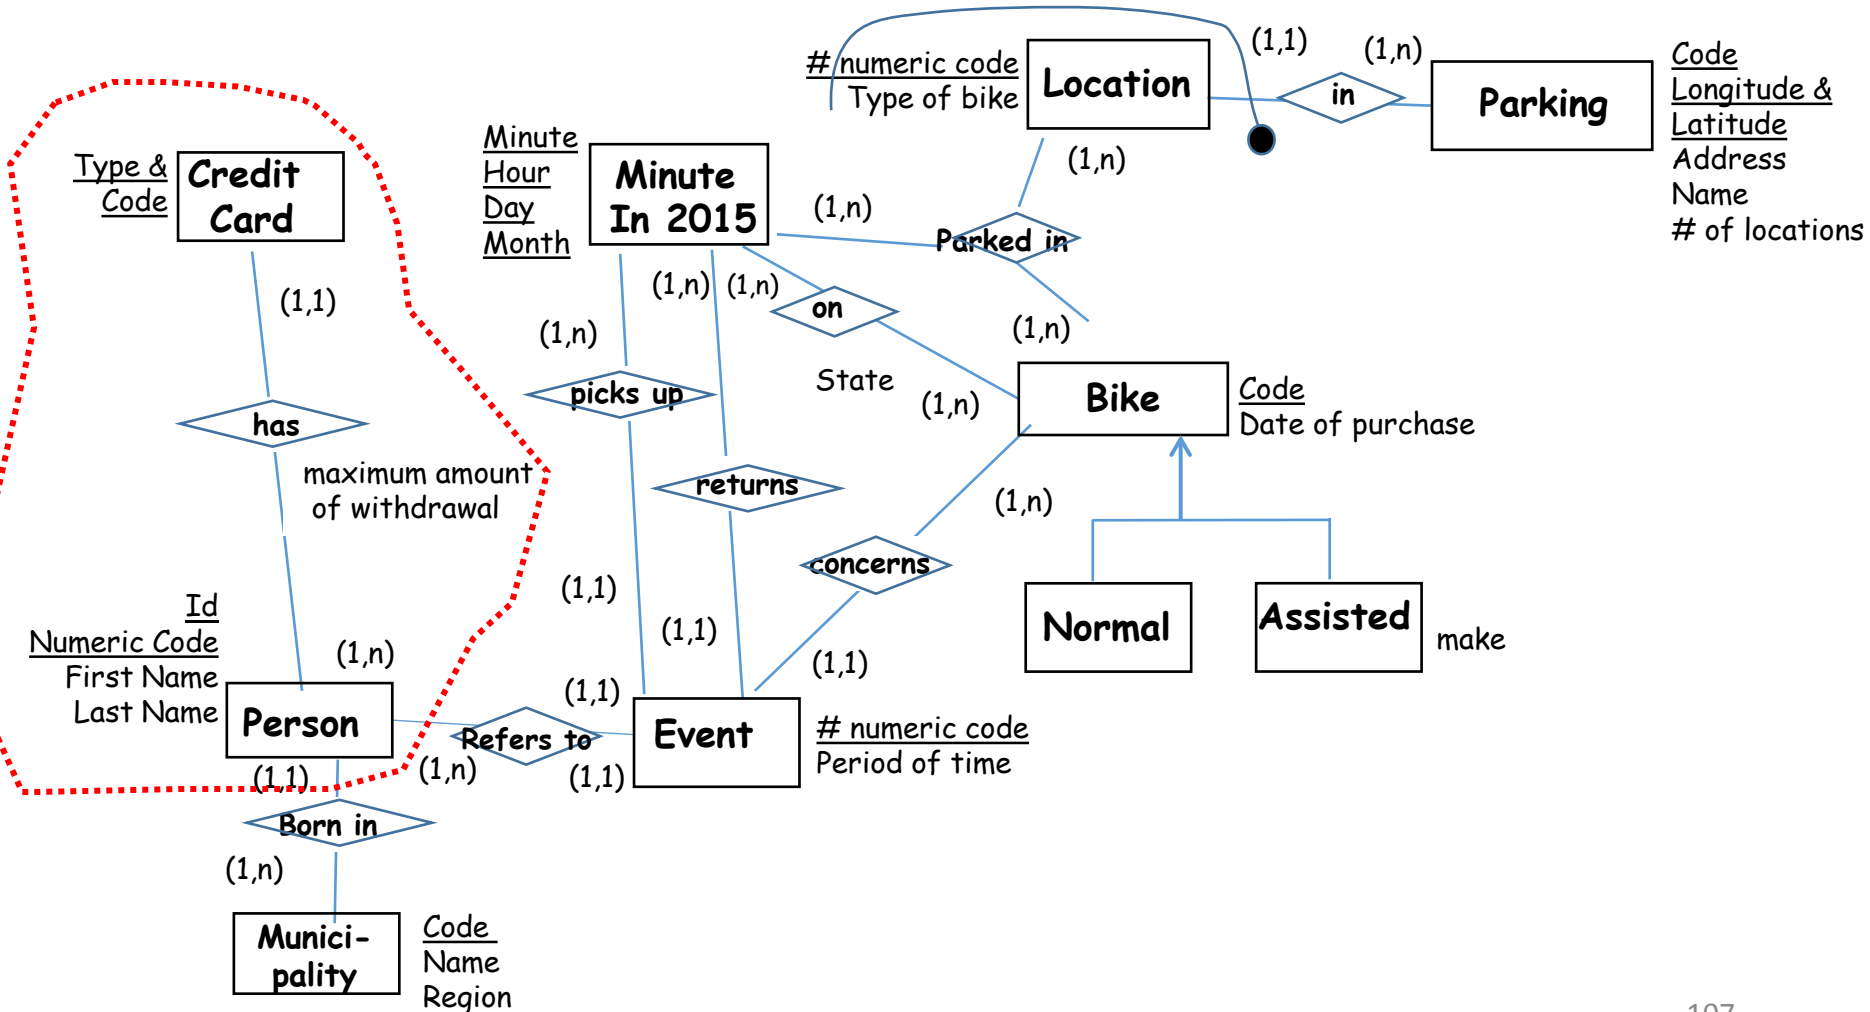 # numeric code
Type of bike
Location
(1,1)
in
(1,n)
Parking
Code
Longitude &
Latitude
Address
Name
# of locations
Type &
Code
Credit
Card
Minute
Hour
Day
Month
Minute
In 2015
(1,n)
(1,n)
Parked in
(1,1)
(1,n)
(1,n)
on
(1,n)
(1,n)
picks up
State
(1,n)
Bike
Code
Date of purchase
has
maximum amount
of withdrawal
returns
(1,n)
concerns
(1,1)
(1,1)
(1,1)
Normal
Assisted
make
Id
Numeric Code
First Name
Last Name
(1,n)
Person
(1,1)
Refers to
(1,n)
(1,1)
Event
# numeric code
Period of time
(1,1)
Born in
(1,n)
Munici-
pality
Code
Name
Region